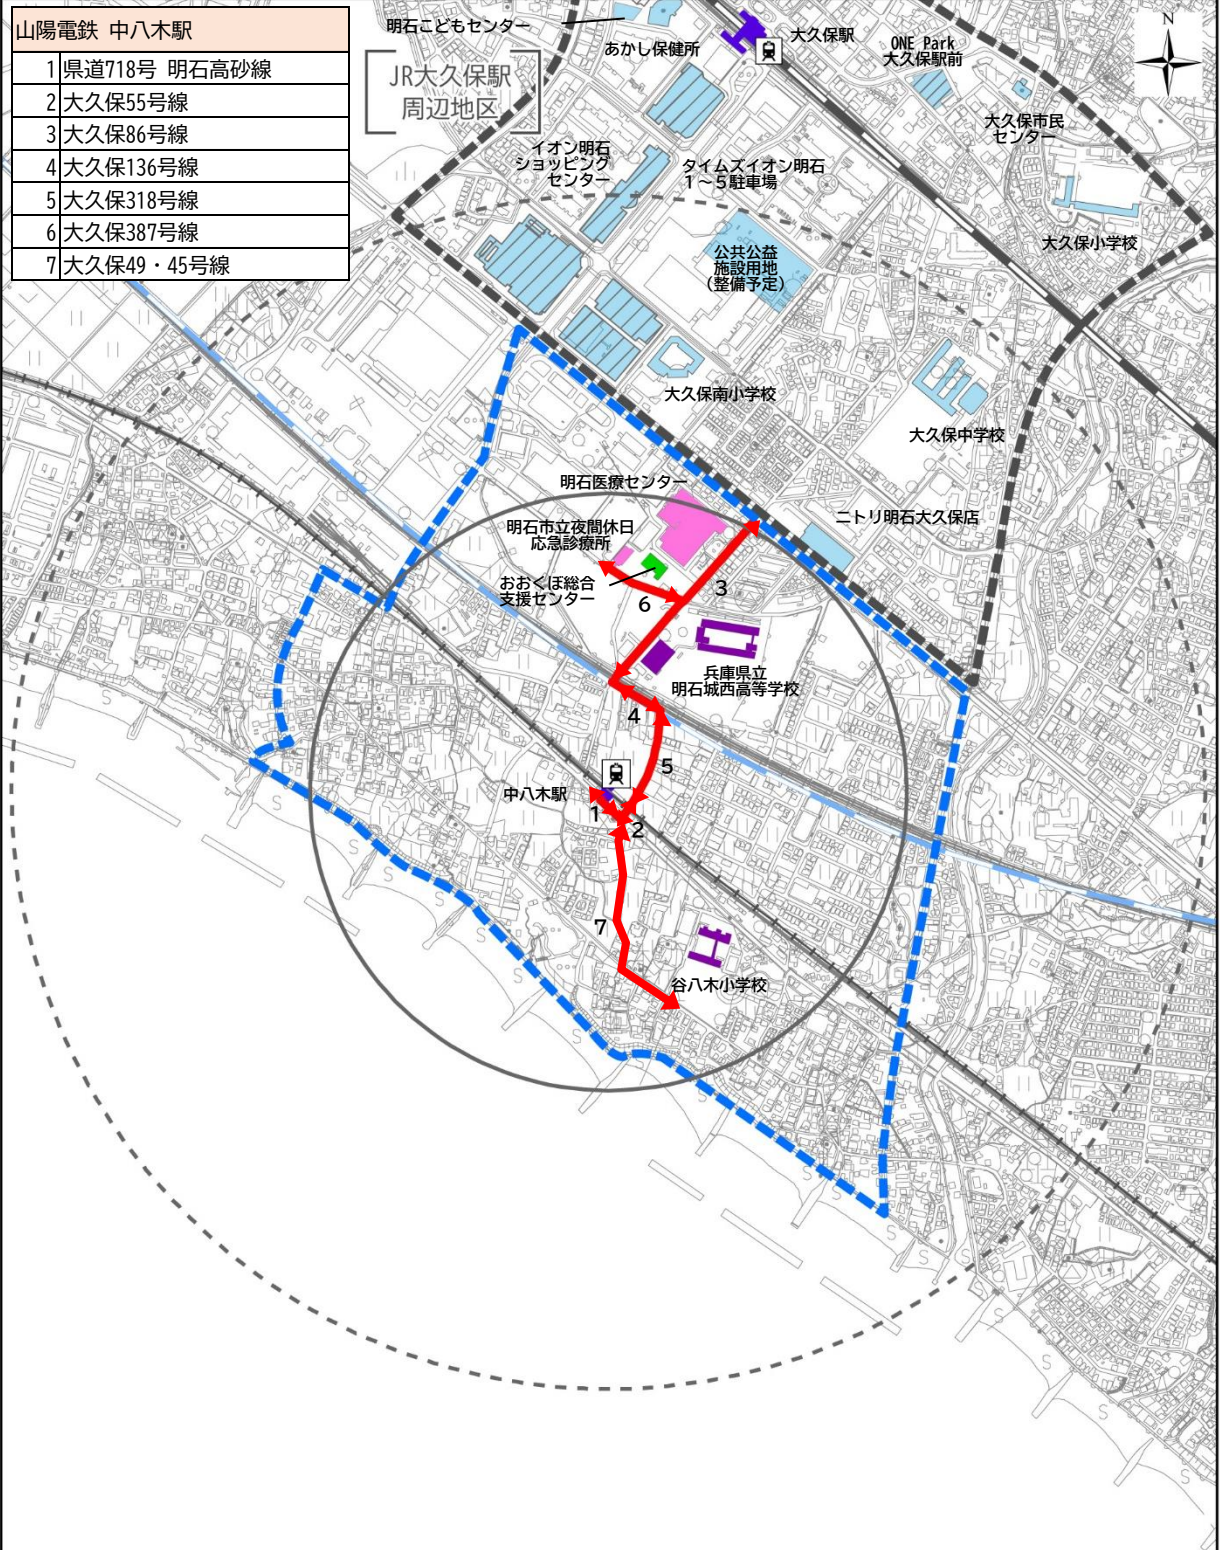 山陽電鉄 中八木駅
1 県道718号 明石高砂線
2 大久保55号線
3 大久保86号線
4 大久保136号線
5 大久保318号線
6 大久保387号線
7 大久保49・45号線
明石こどもセンター
JR大久保駅
周辺地区
あかし保健所
大久保駅
ONE Park
大久保駅前
N
大久保市民
センター
イオン明石
ショッピング
センター
タイムズイオン明石
1～5駐車場
大久保小学校
公共公益
施設用地
(整備予定)
大久保南小学校
大久保中学校
明石医療センター
明石市立夜間休日
応急診療所
ニトリ明石大久保店
おおくぼ総合
支援センター
3
6
兵庫県立
明石城西高等学校
4
5
中八木駅
1
2
7
谷八木小学校